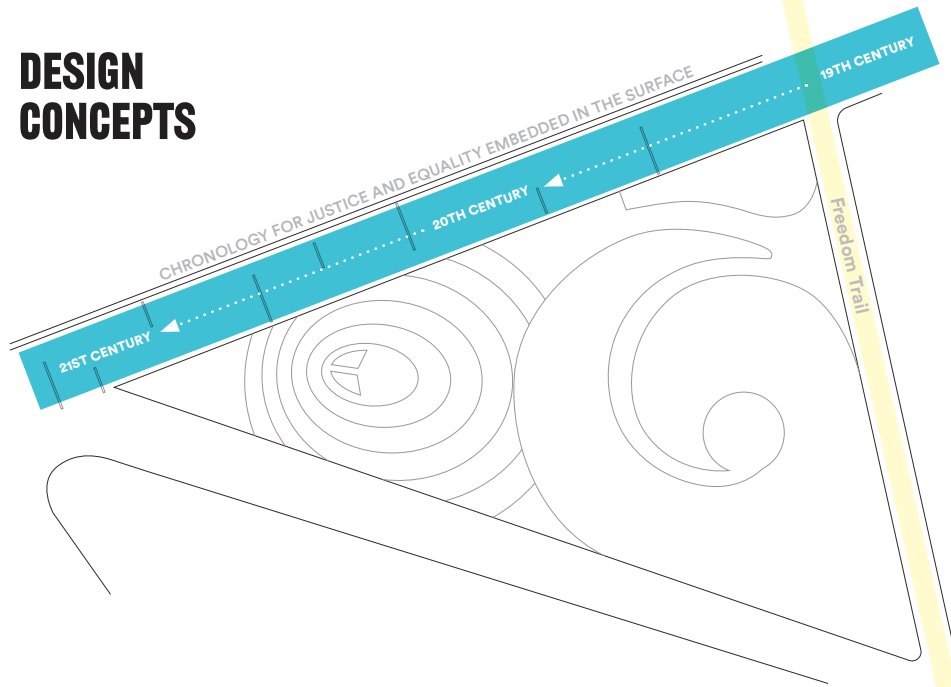 DESIGN
CONCEPTS
CHRONOLOGY FOR JUSTICE AND EQUALITY EMBEDDED IN THE SURFACE
19TH CENTURY
20TH CENTURY
21ST CENTURY
Freedom Trail